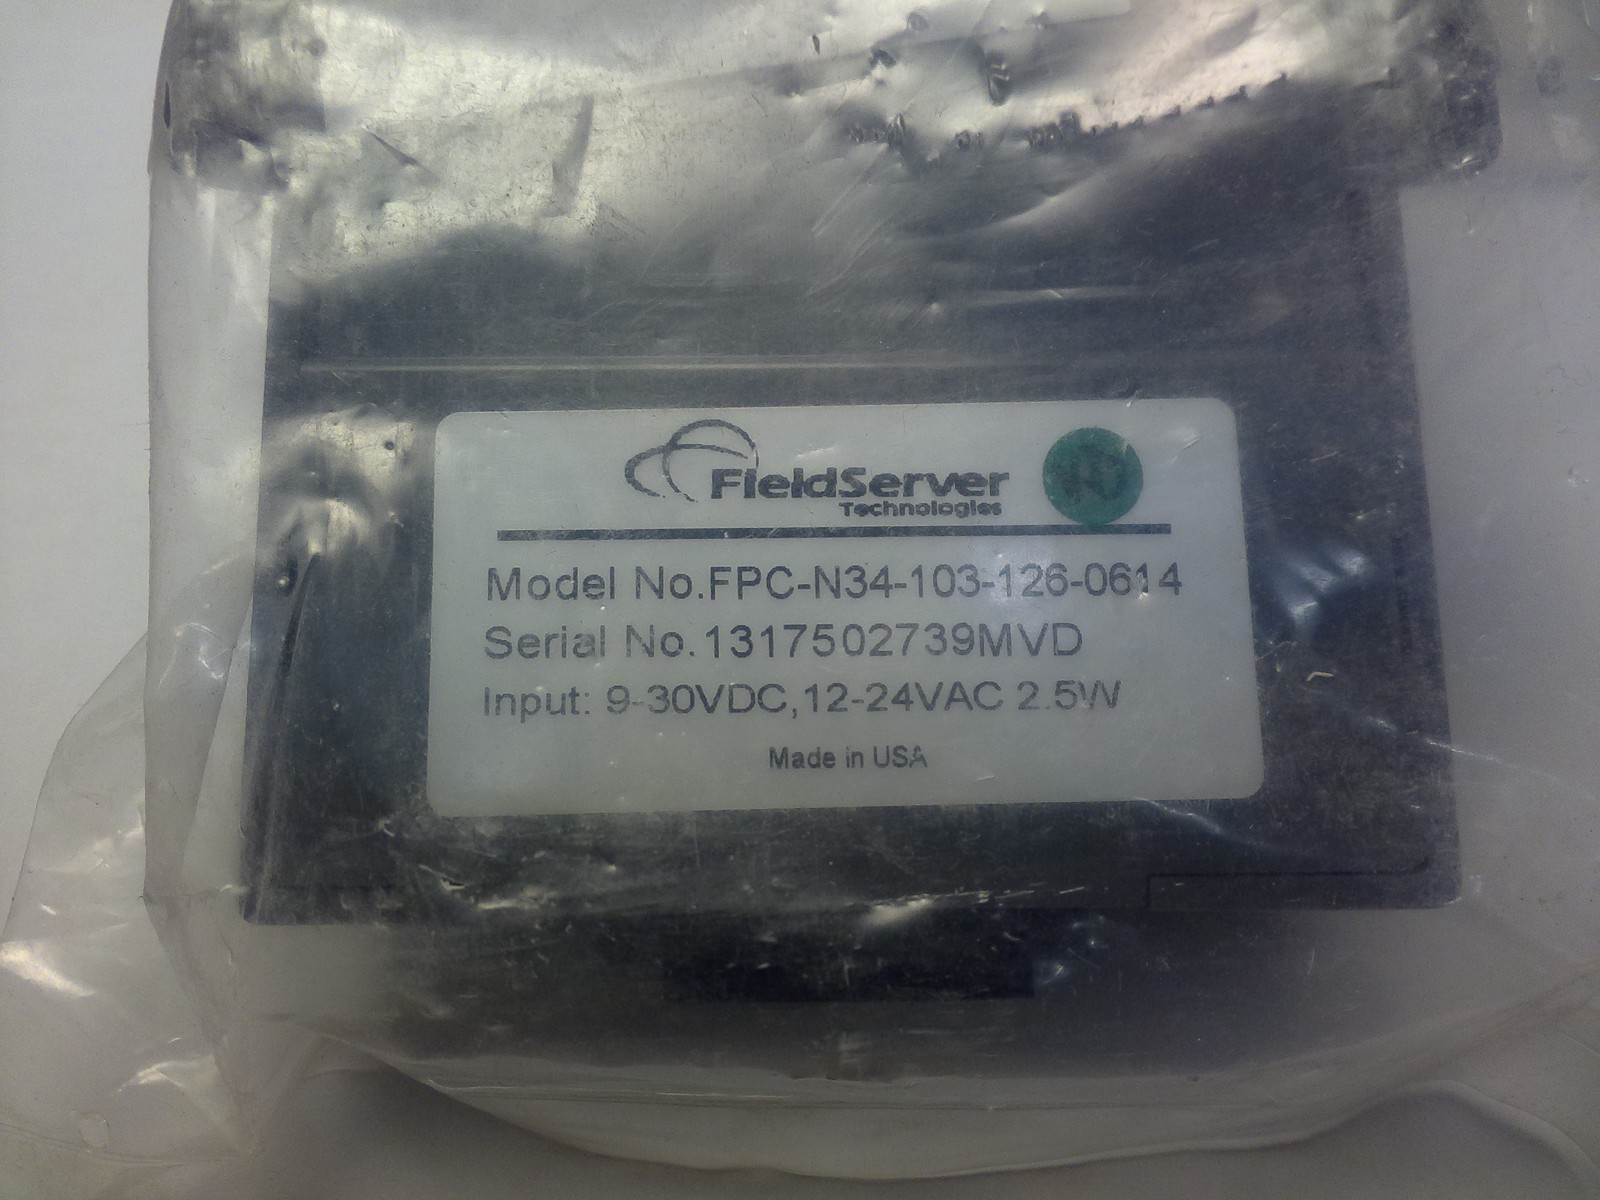 FieldServer
Technologies
Model No.FPC-N34-103-126-0614
Serial No.1317502739MVD
Input: 9-30VDC,12-24VAC 2.5W
Made in USA